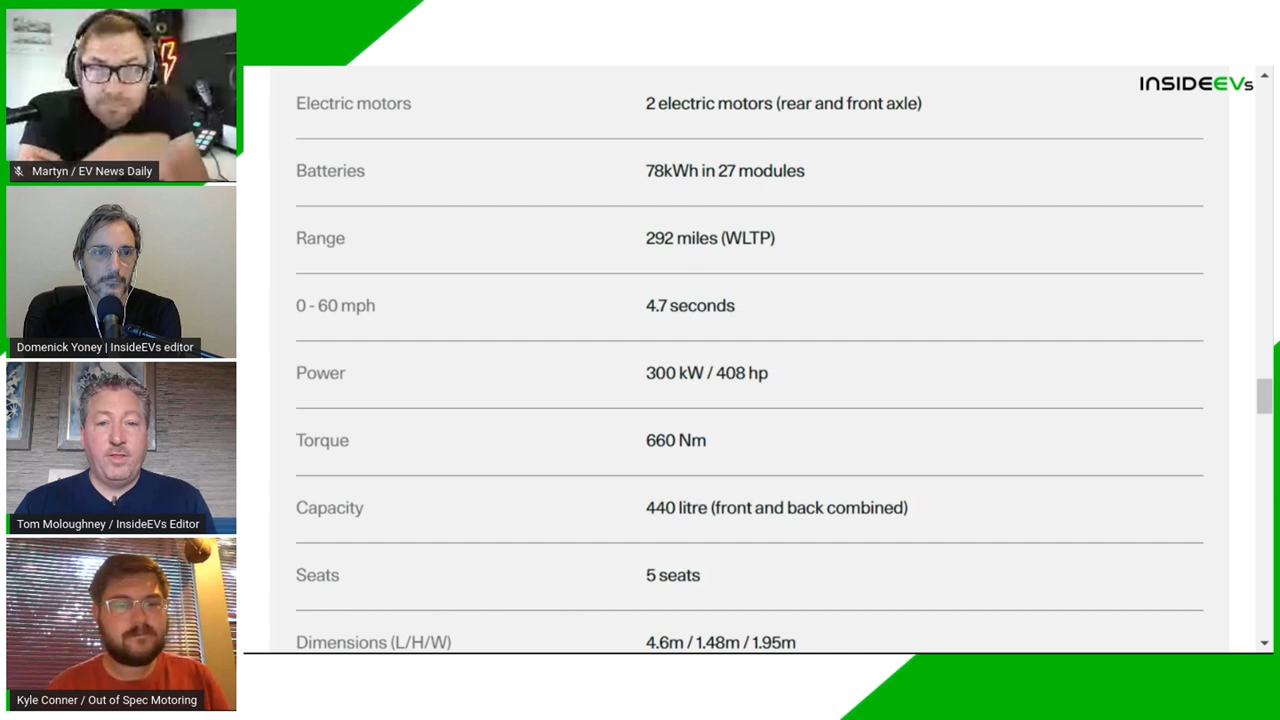 Martyn / EV News Daily
Domenick Yoney | InsideEVs editor
Tom Moloughney / InsideEVs Editor
Kyle Conner / Out of Spec Motoring
INSIDEEVs
Electric motors 2 electric motors (rear and front axle)
Batteries 78kWh in 27 modules
Range 292 miles (WLTP)
0 - 60 mph 4.7 seconds
Power 300 kW / 408 hp
Torque 660 Nm
Capacity 440 litre (front and back combined)
Seats 5 seats
Dimensions (L/H/W) 4.6m / 1.48m / 1.95m